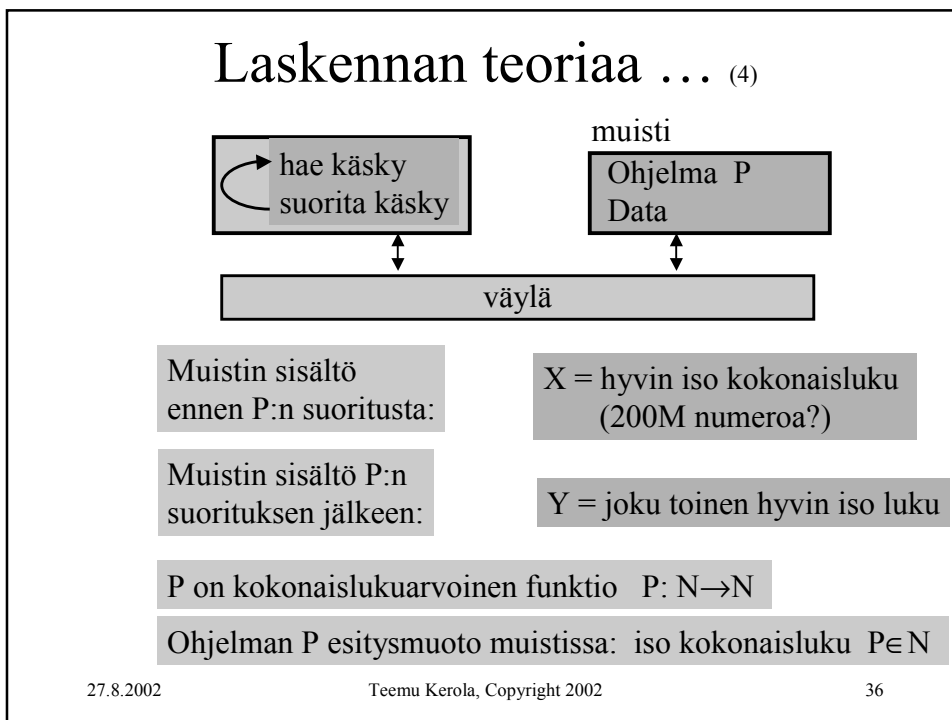 Laskennan teoriaa … (4)
hae käsky
suorita käsky
muisti
Ohjelma P
Data
väylä
Muistin sisältö
ennen P:n suoritusta:
X = hyvin iso kokonaisluku
(200M numeroa?)
Muistin sisältö P:n
suorituksen jälkeen:
Y = joku toinen hyvin iso luku
P on kokonaislukuarvoinen funktio P: N→N
Ohjelman P esitysmuoto muistissa: iso kokonaisluku P∈N
27.8.2002
Teemu Kerola, Copyright 2002
36